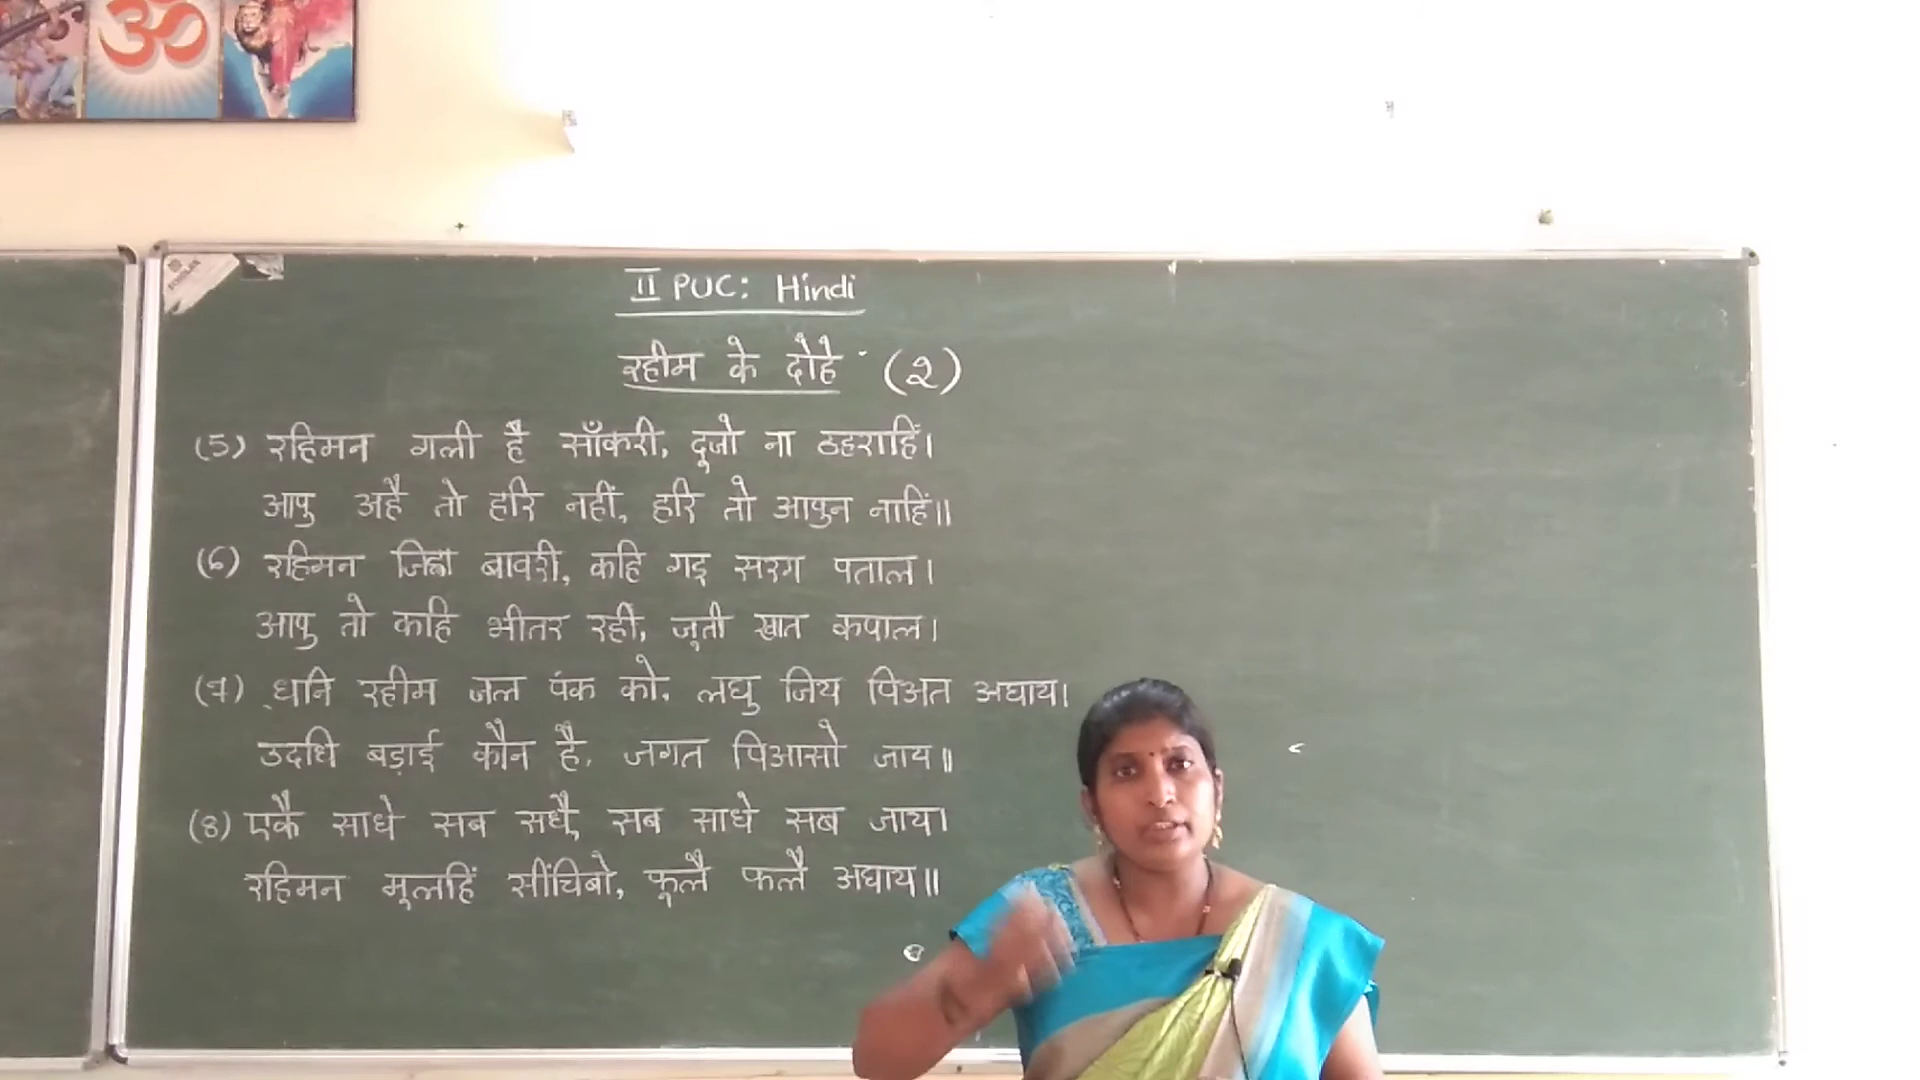 ॐ
II PUC: Hindi
रहीम के दोहे (२)
(5) रहिमन गली है साँकरी, दूजो ना ठहराहिं।
आपु अहै तो हरि नहीं, हरि तो आपुन नाहिं॥
(6) रहिमन जिह्वा बावरी, कहि गइ सरग पताल।
आपु तो कहि भीतर रहीं, जूती खात कपाल।
(७) धनि रहीम जल पंक को, लघु जिय पिअत अघाय।
उदधि बड़ाई कौन है, जगत पिआसो जाय॥
(8) एकै साधे सब सधै, सब साधे सब जाय।
रहिमन मूलहिं सींचिबो, फूलै फलै अघाय॥